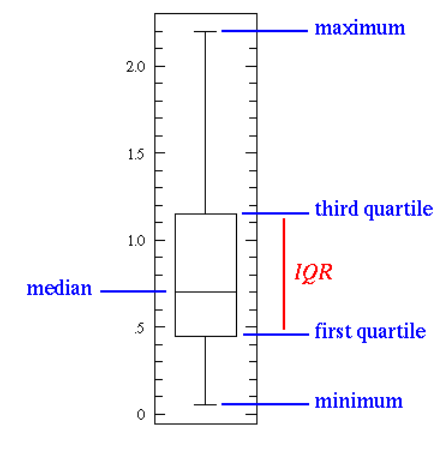 maximum
2.0
1.5
third quartile
1.0
IQR
median
.5
first quartile
minimum
0